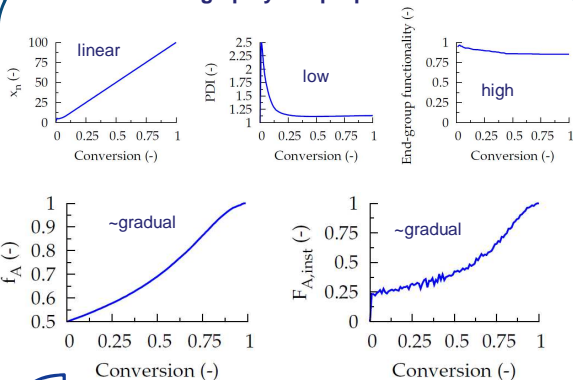 linear
x_n (-)
100
75
50
25
0
0 0.25 0.5 0.75 1
Conversion (-)
low
PDI (-)
2.5
2.25
2
1.75
1.5
1.25
1
0 0.25 0.5 0.75 1
Conversion (-)
high
End-group functionality (-)
1
0.75
0.5
0.25
0
0 0.25 0.5 0.75 1
Conversion (-)
~gradual
f_A (-)
1
0.9
0.8
0.7
0.6
0.5
0 0.25 0.5 0.75 1
Conversion (-)
~gradual
F_A,inst (-)
1
0.75
0.5
0.25
0
0 0.25 0.5 0.75 1
Conversion (-)